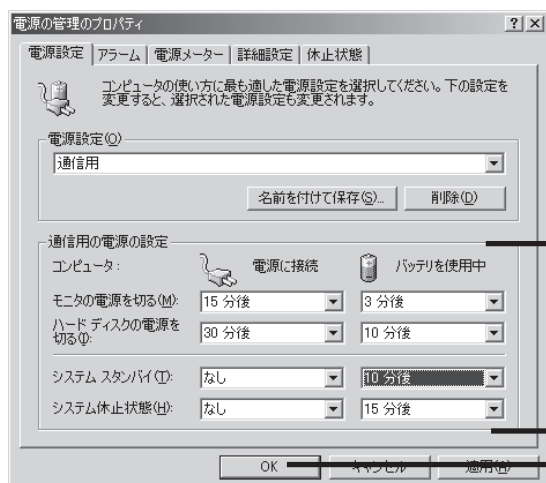 電源の管理のプロパティ
電源設定 アラーム 電源メーター 詳細設定 休止状態
コンピュータの使い方に最も適した電源設定を選択してください。下の設定を
変更すると、選択された電源設定も変更されます。
電源設定(O)
通信用
名前を付けて保存(S)... 削除(D)
通信用の電源の設定
コンピュータ: 電源に接続 バッテリを使用中
モニタの電源を切る(M): 15 分後 3 分後
ハード ディスクの電源を
切る(I): 30 分後 10 分後
システム スタンバイ(T): なし 10 分後
システム休止状態(H): なし 15 分後
OK キャンセル 適用(A)